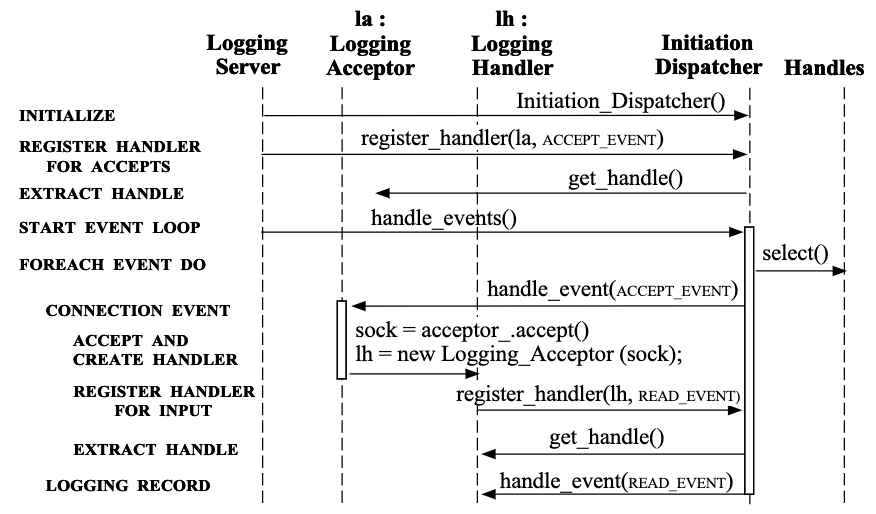 la : lh :
Logging Logging Logging Initiation
Server Acceptor Handler Dispatcher Handles
INITIALIZE Initiation_Dispatcher()
REGISTER HANDLER register_handler(la, ACCEPT_EVENT)
FOR ACCEPTS
EXTRACT HANDLE get_handle()
START EVENT LOOP handle_events()
FOREACH EVENT DO select()
CONNECTION EVENT handle_event(ACCEPT_EVENT)
ACCEPT AND sock = acceptor_.accept()
CREATE HANDLER lh = new Logging_Acceptor (sock);
REGISTER HANDLER register_handler(lh, READ_EVENT)
FOR INPUT
EXTRACT HANDLE get_handle()
LOGGING RECORD handle_event(READ_EVENT)